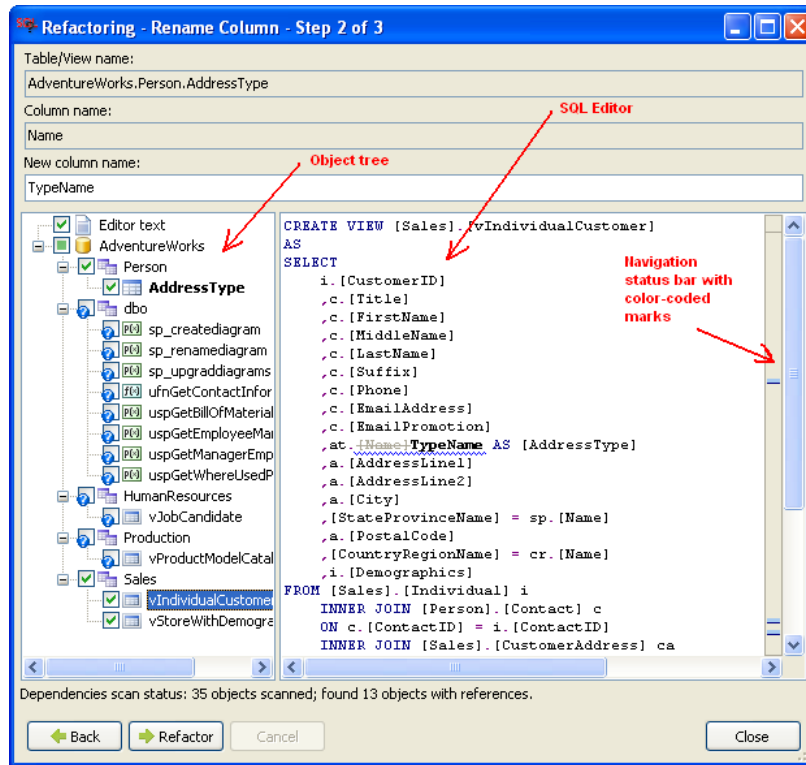 Refactoring - Rename Column - Step 2 of 3
Table/View name:
AdventureWorks.Person.AddressType
Column name:
SQL Editor
Name
New column name:
Object tree
TypeName
Editor text
AdventureWorks
Person
AddressType
dbo
sp_creatediagram
sp_renamediagram
sp_upgraddiagrams
ufnGetContactInfor
uspGetBillOfMaterial
uspGetEmployeeMai
uspGetManagerEmp
uspGetWhereUsedP
HumanResources
vJobCandidate
Production
vProductModelCatal
Sales
vIndividualCustome
vStoreWithDemogra
CREATE VIEW [Sales].[vIndividualCustomer]
AS
SELECT
i.[CustomerID]
,c.[Title]
,c.[FirstName]
,c.[MiddleName]
,c.[LastName]
,c.[Suffix]
,c.[Phone]
,c.[EmailAddress]
,c.[EmailPromotion]
,at.[Name]TypeName AS [AddressType]
,a.[AddressLine1]
,a.[AddressLine2]
,a.[City]
,[StateProvinceName] = sp.[Name]
,a.[PostalCode]
,[CountryRegionName] = cr.[Name]
,i.[Demographics]
FROM [Sales].[Individual] i
INNER JOIN [Person].[Contact] c
ON c.[ContactID] = i.[ContactID]
INNER JOIN [Sales].[CustomerAddress] ca
Navigation
status bar with
color-coded
marks
Dependencies scan status: 35 objects scanned; found 13 objects with references.
Back
Refactor
Cancel
Close